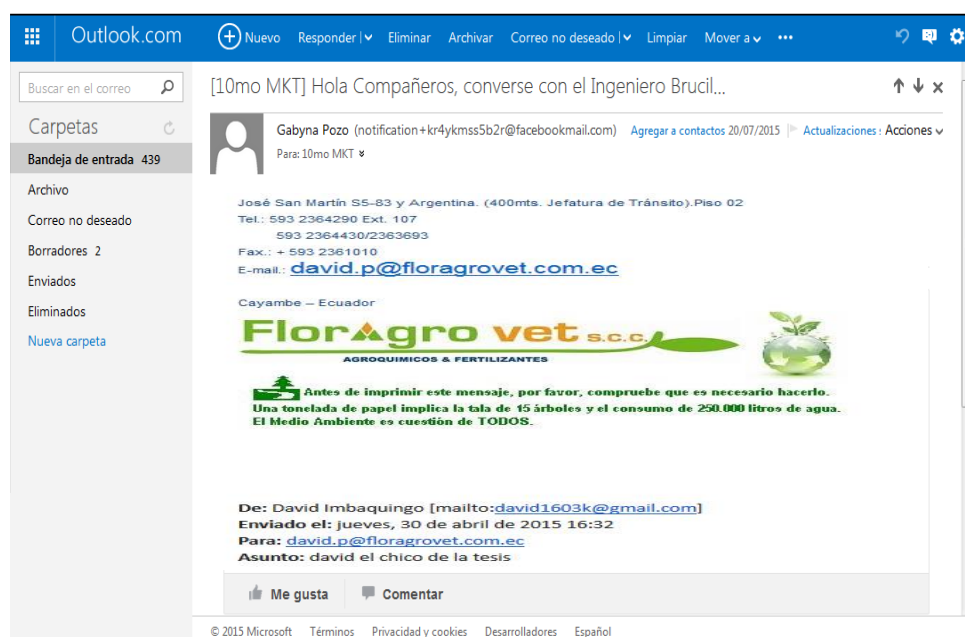 Outlook.com
Nuevo Responder | Eliminar Archivar Correo no deseado | Limpiar Mover a ...
Buscar en el correo
Carpetas
Bandeja de entrada 439
Archivo
Correo no deseado
Borradores 2
Enviados
Eliminados
Nueva carpeta
[10mo MKT] Hola Compañeros, converse con el Ingeniero Brucil...
Gabyna Pozo (notification+kr4ykmss5b2r@facebookmail.com) Agregar a contactos 20/07/2015 Actualizaciones Acciones
Para: 10mo MKT
José San Martín S5-83 y Argentina. (400mts. Jefatura de Tránsito).Piso 02
Tel.: 593 2364290 Ext. 107
593 2364430/2363693
Fax.: + 593 2361010
E-mail.: david.p@floragrovet.com.ec
Cayambe – Ecuador
FlorAgro vet s.c.c.
AGROQUIMICOS & FERTILIZANTES
Antes de imprimir este mensaje, por favor, compruebe que es necesario hacerlo.
Una tonelada de papel implica la tala de 15 árboles y el consumo de 250.000 litros de agua.
El Medio Ambiente es cuestión de TODOS.
De: David Imbaquingo [mailto:david1603k@gmail.com]
Enviado el: jueves, 30 de abril de 2015 16:32
Para: david.p@floragrovet.com.ec
Asunto: david el chico de la tesis
Me gusta Comentar
© 2015 Microsoft Términos Privacidad y cookies Desarrolladores Español